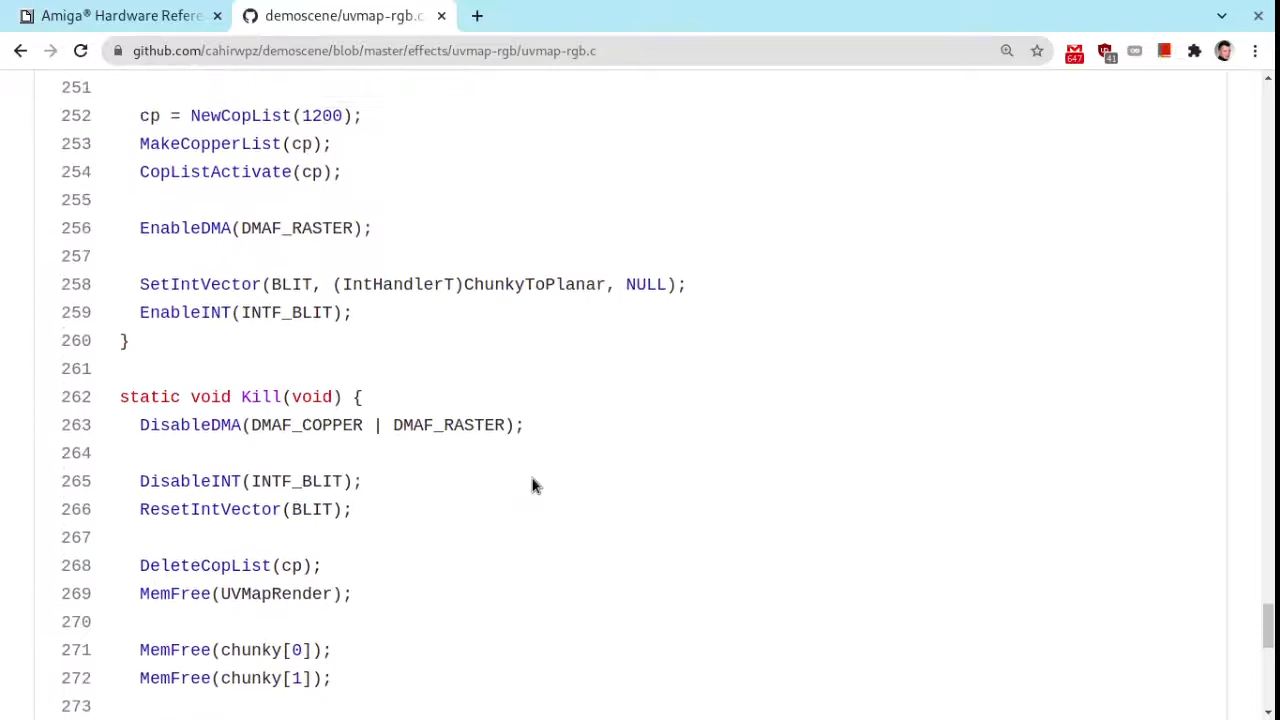 Amiga® Hardware Refere
demoscene/uvmap-rgb.c
github.com/cahirwpz/demoscene/blob/master/effects/uvmap-rgb/uvmap-rgb.c
647
41
251
252 cp = NewCopList(1200);
253 MakeCopperList(cp);
254 CopListActivate(cp);
255
256 EnableDMA(DMAF_RASTER);
257
258 SetIntVector(BLIT, (IntHandlerT)ChunkyToPlanar, NULL);
259 EnableINT(INTF_BLIT);
260 }
261
262 static void Kill(void) {
263 DisableDMA(DMAF_COPPER | DMAF_RASTER);
264
265 DisableINT(INTF_BLIT);
266 ResetIntVector(BLIT);
267
268 DeleteCopList(cp);
269 MemFree(UVMapRender);
270
271 MemFree(chunky[0]);
272 MemFree(chunky[1]);
273